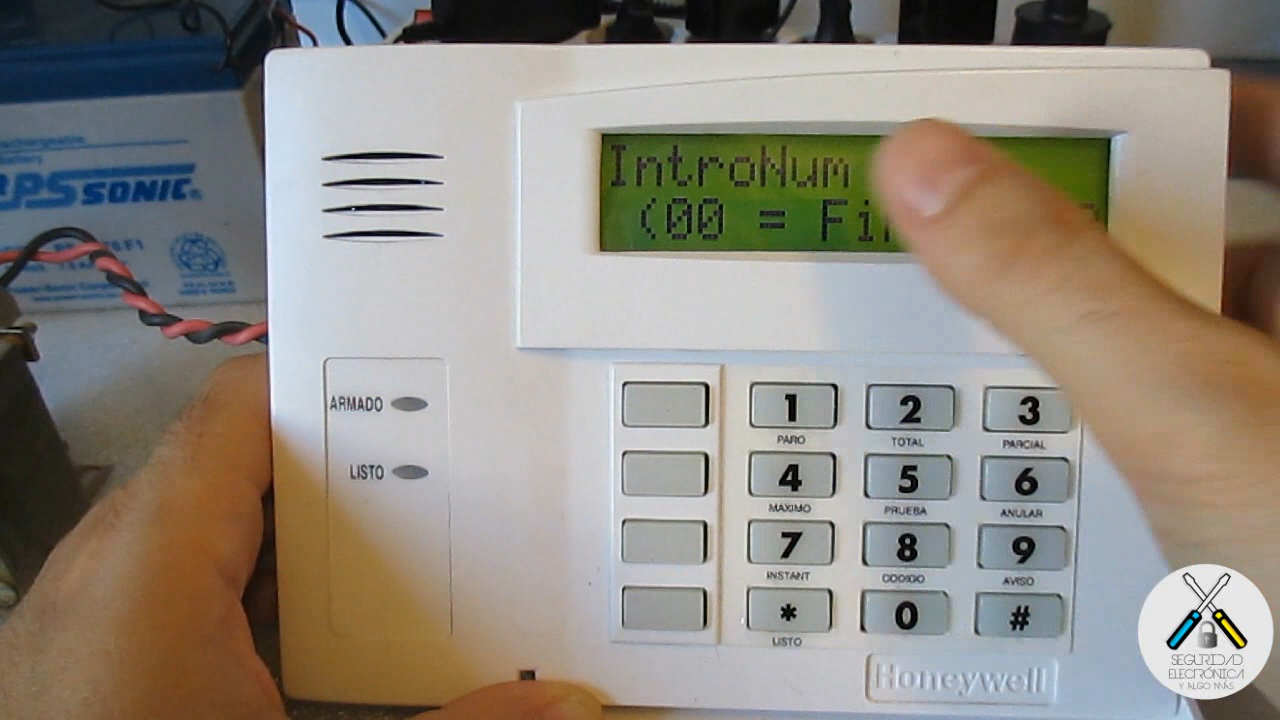 SONIC
IntroNum
(00 = Fi
ARMADO
LISTO
1
2
3
PARO
TOTAL
PARCIAL
4
5
6
MAXIMO
PRUEBA
ANULAR
7
8
9
INSTANT
CODIGO
AVISO
*
0
#
LISTO
Honeywell
SEGURIDAD
ELECTRÓNICA
Y ALGO MÁS